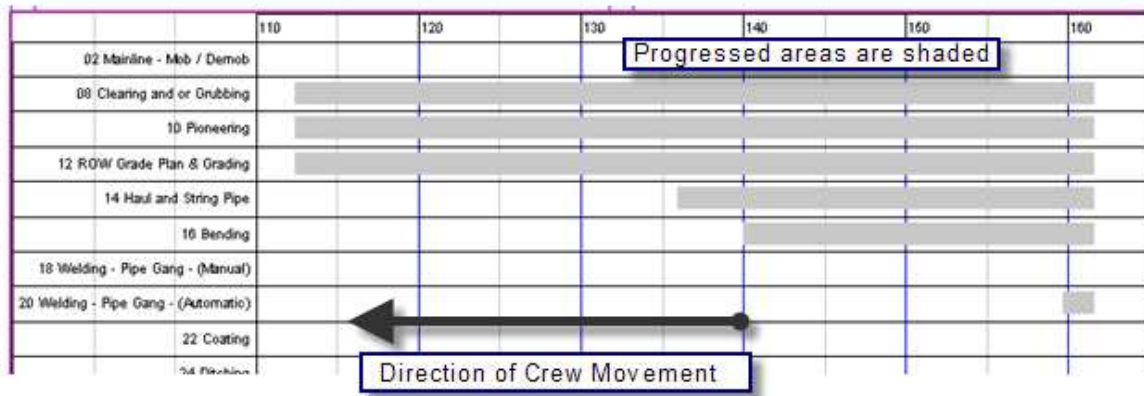 110 120 130 140 150 160
Progressed areas are shaded
02 Mainline - Mob / Demob
08 Clearing and or Grubbing
10 Pioneering
12 ROW Grade Plan & Grading
14 Haul and String Pipe
16 Bending
18 Welding - Pipe Gang - (Manual)
20 Welding - Pipe Gang - (Automatic)
22 Coating
24 Ditching
Direction of Crew Movement